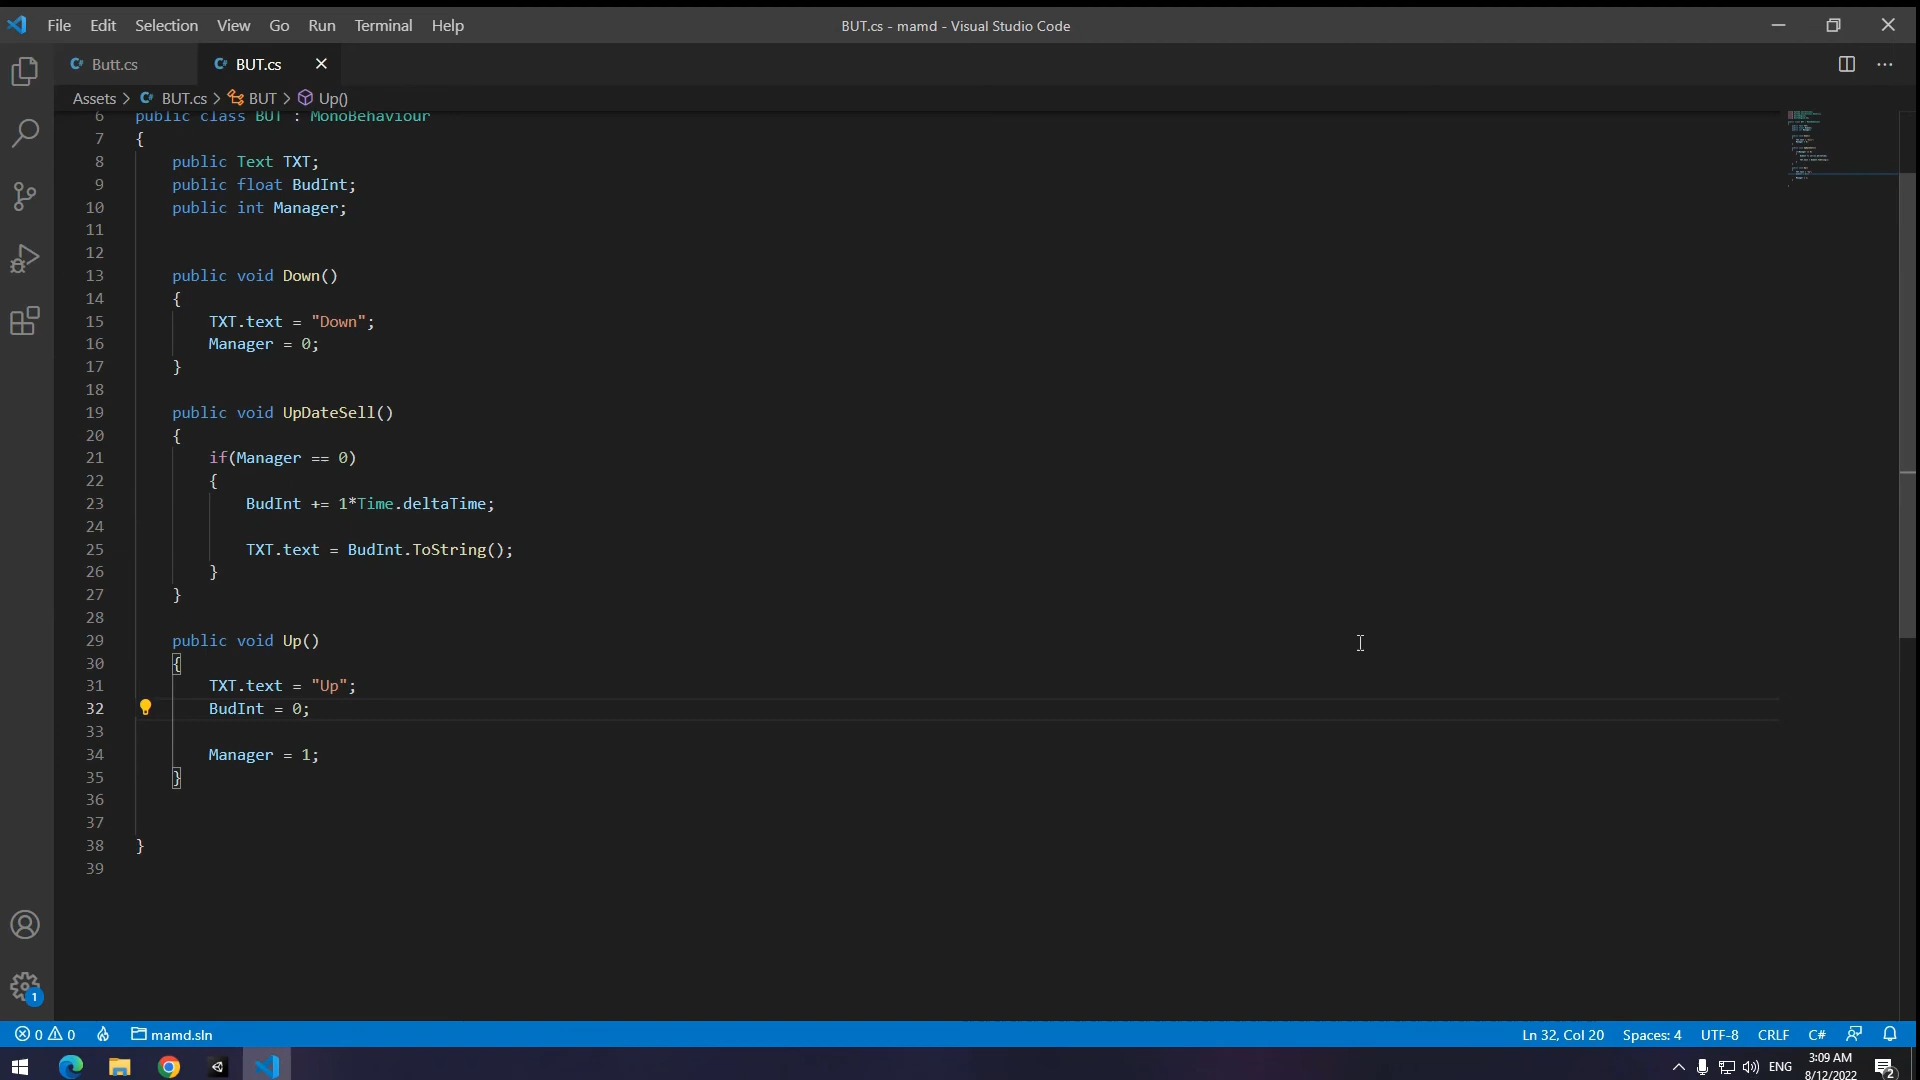 File Edit Selection View Go Run Terminal Help
BUT.cs - mamd - Visual Studio Code
Butt.cs
BUT.cs
Assets > BUT.cs > BUT > Up()
6 public class BUT : MonoBehaviour
7 {
8 public Text TXT;
9 public float BudInt;
10 public int Manager;
11
12
13 public void Down()
14 {
15 TXT.text = "Down";
16 Manager = 0;
17 }
18
19 public void UpDateSell()
20 {
21 if(Manager == 0)
22 {
23 BudInt += 1*Time.deltaTime;
24
25 TXT.text = BudInt.ToString();
26 }
27 }
28
29 public void Up()
30 {
31 TXT.text = "Up";
32 BudInt = 0;
33
34 Manager = 1;
35 }
36
37
38 }
39
1
0 0 mamd.sln
Ln 32, Col 20 Spaces: 4 UTF-8 CRLF C#
ENG
3:09 AM
8/12/2022
2